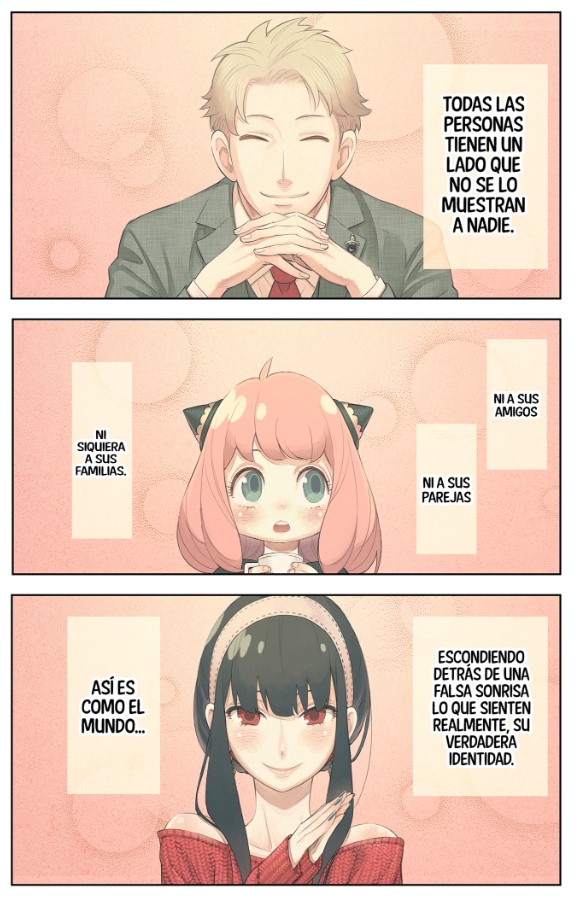 TODAS LAS
PERSONAS
TIENEN UN
LADO QUE
NO SE LO
MUESTRAN
A NADIE.
NI A SUS
AMIGOS
NI A SUS
PAREJAS
NI
SIQUIERA
A SUS
FAMILIAS.
ESCONDIENDO
DETRÁS DE UNA
FALSA SONRISA
LO QUE SIENTEN
REALMENTE, SU
VERDADERA
IDENTIDAD.
ASÍ ES
COMO EL
MUNDO...